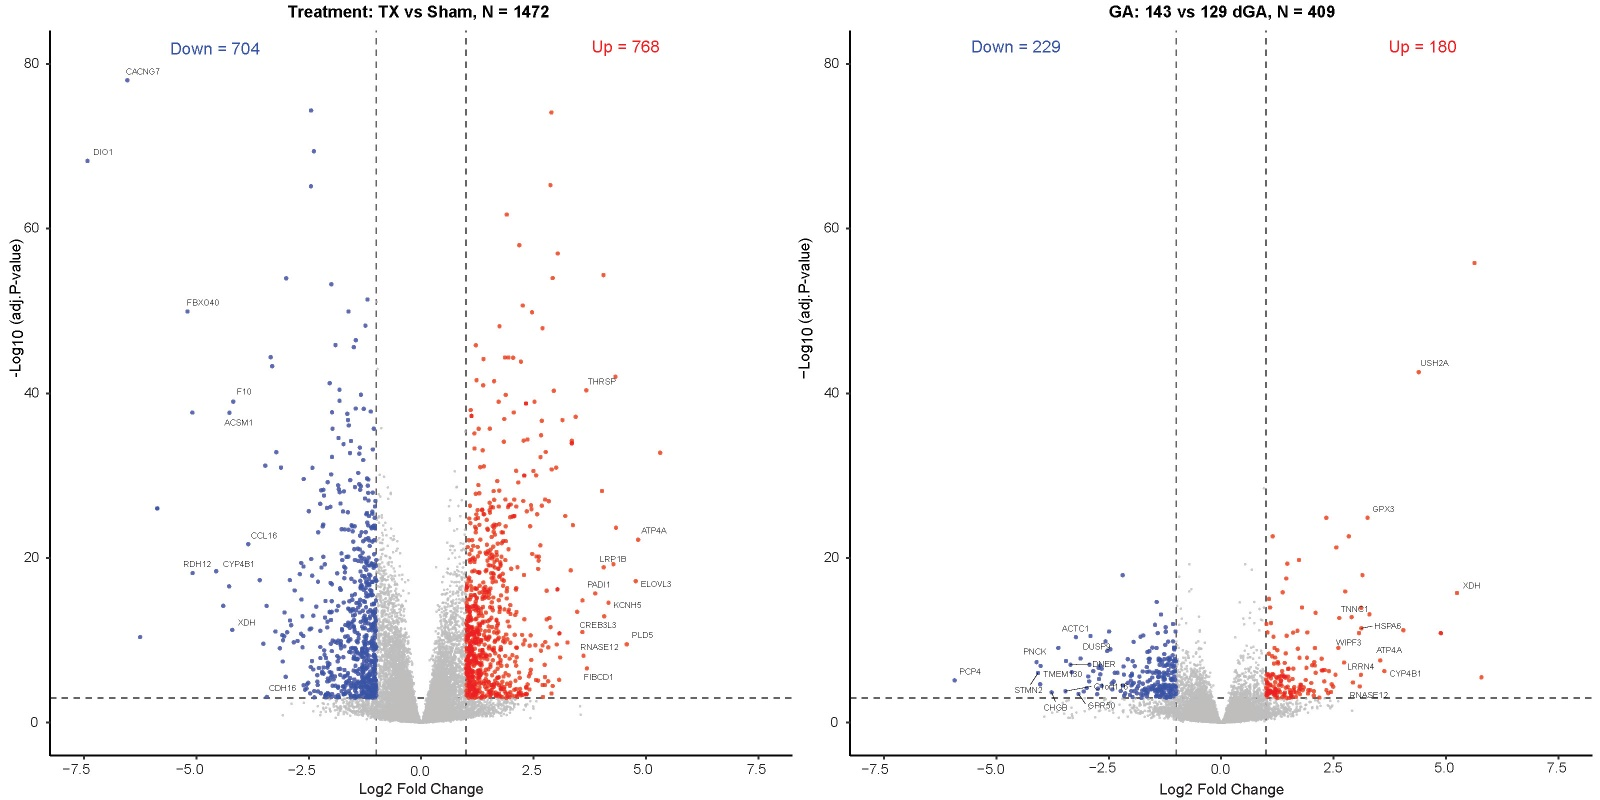 Treatment: TX vs Sham, N = 1472
Down = 704
Up = 768
CACNG7
DIO1
FBXO40
F10
ACSM1
THRSP
CCL16
RDH12
CYP4B1
XDH
CDH16
ATP4A
LRP1B
PADI1
ELOVL3
KCNH5
CREB3L3
PLD5
RNASE12
FIBCD1
80
60
40
20
0
-Log10 (adj.P-value)
−7.5
−5.0
−2.5
0.0
2.5
5.0
7.5
Log2 Fold Change
GA: 143 vs 129 dGA, N = 409
Down = 229
Up = 180
USH2A
GPX3
XDH
TNNC1
HSPA6
WIPF3
ATP4A
LRRN4
CYP4B1
RNASE12
ACTC1
DUSP9
PNCK
DNER
TMEM130
PCP4
STMN2
CHGB
GPR50
80
60
40
20
0
−Log10 (adj.P-value)
−7.5
−5.0
−2.5
0.0
2.5
5.0
7.5
Log2 Fold Change